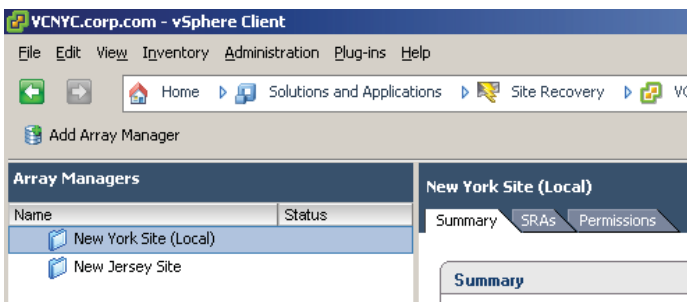 VCNYC.corp.com - vSphere Client
File Edit View Inventory Administration Plug-ins Help
Home Solutions and Applications Site Recovery VC
Add Array Manager
Array Managers
New York Site (Local)
Name Status
Summary SRAs Permissions
New York Site (Local)
New Jersey Site
Summary